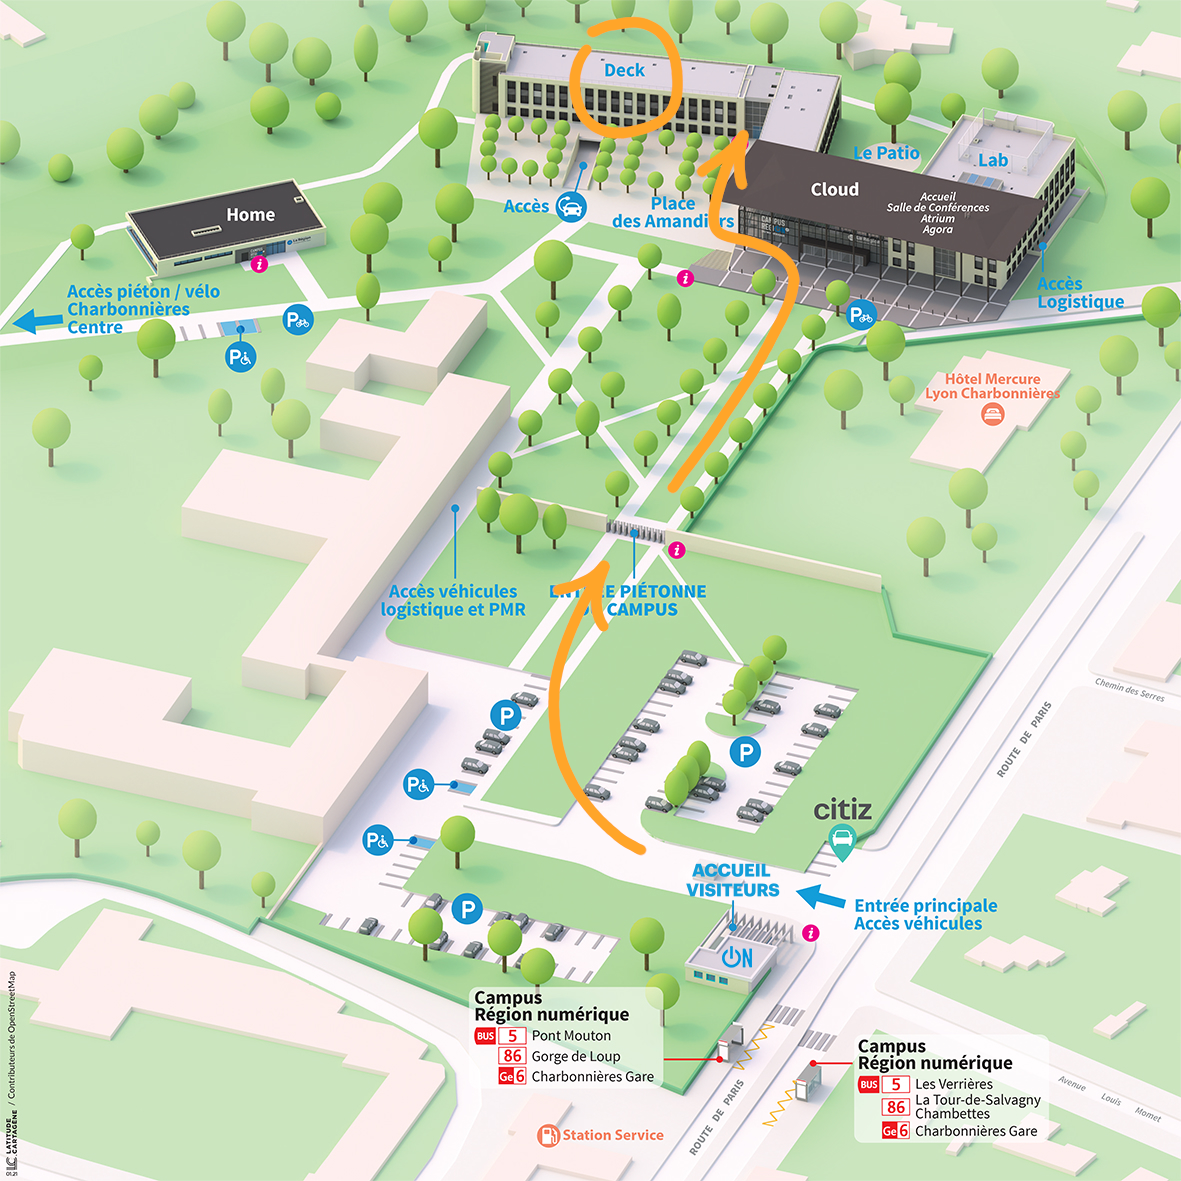 Deck
Le Patio
Lab
Cloud
Accueil
Salle de Conférences
Atrium
Agora
Accès
Place
des Amandiers
Home
i
i
Accès
Logistique
Accès piéton / vélo
Charbonnières
Centre
P
P
P
Hôtel Mercure
Lyon Charbonnières
i
Accès véhicules
logistique et PMR
ENTRÉE PIÉTONNE
CAMPUS
Chemin des Serres
ROUTE DE PARIS
P
P
P
P
citiz
ACCUEIL
VISITEURS
Entrée principale
Accès véhicules
P
i
ON
Campus
Région numérique
BUS 5 Pont Mouton
86 Gorge de Loup
Ge6 Charbonnières Gare
Campus
Région numérique
BUS 5 Les Verrières
86 La Tour-de-Salvagny
Chambettes
Ge6 Charbonnières Gare
Avenue Louis Momet
ROUTE DE PARIS
Station Service
LC LATITUDE CARTAGÈNE / Contributeurs de OpenStreetMap